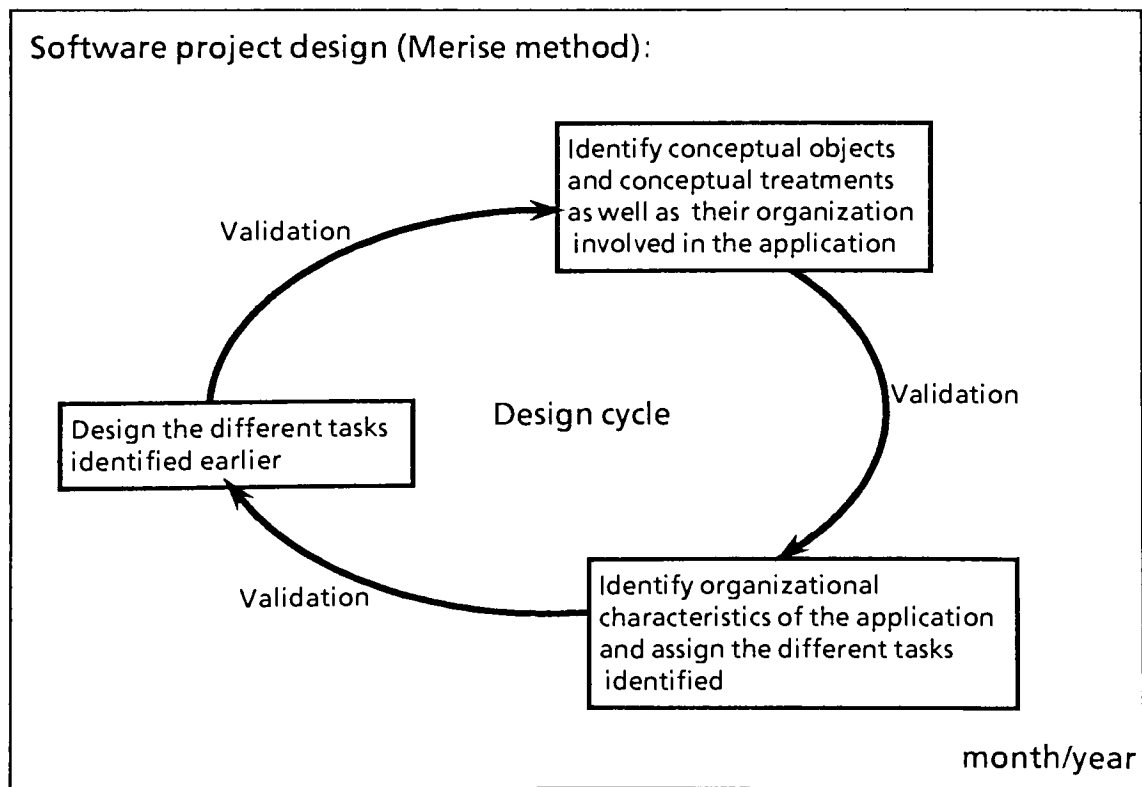 Software project design (Merise method):
Identify conceptual objects
and conceptual treatments
as well as their organization
involved in the application
Validation
Validation
Design cycle
Design the different tasks
identified earlier
Validation
Identify organizational
characteristics of the application
and assign the different tasks
identified
month/year